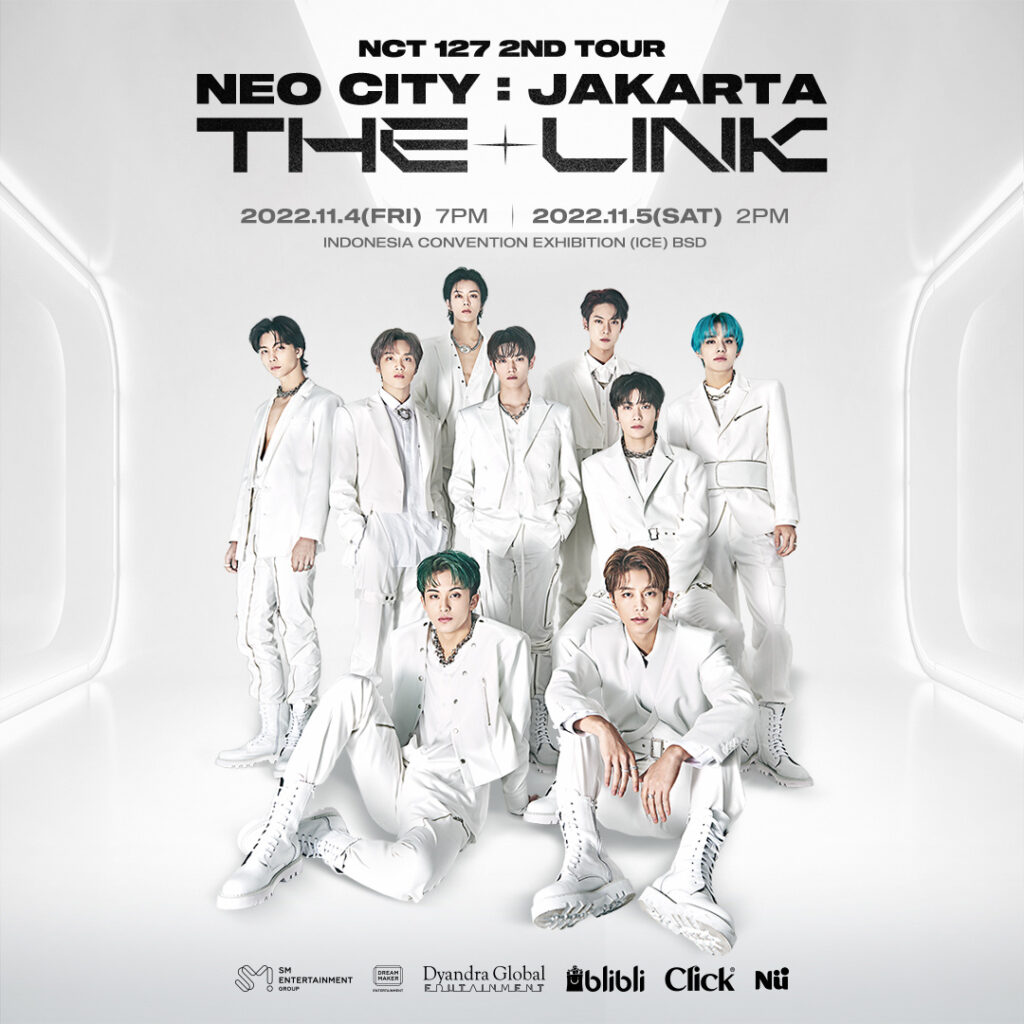 NCT 127 2ND TOUR
NEO CITY : JAKARTA
THE LINK
2022.11.4(FRI) 7PM | 2022.11.5(SAT) 2PM
INDONESIA CONVENTION EXHIBITION (ICE) BSD
SM ENTERTAINMENT GROUP
DREAM MAKER ENTERTAINMENT
Dyandra Global
blibli
Click
Nü